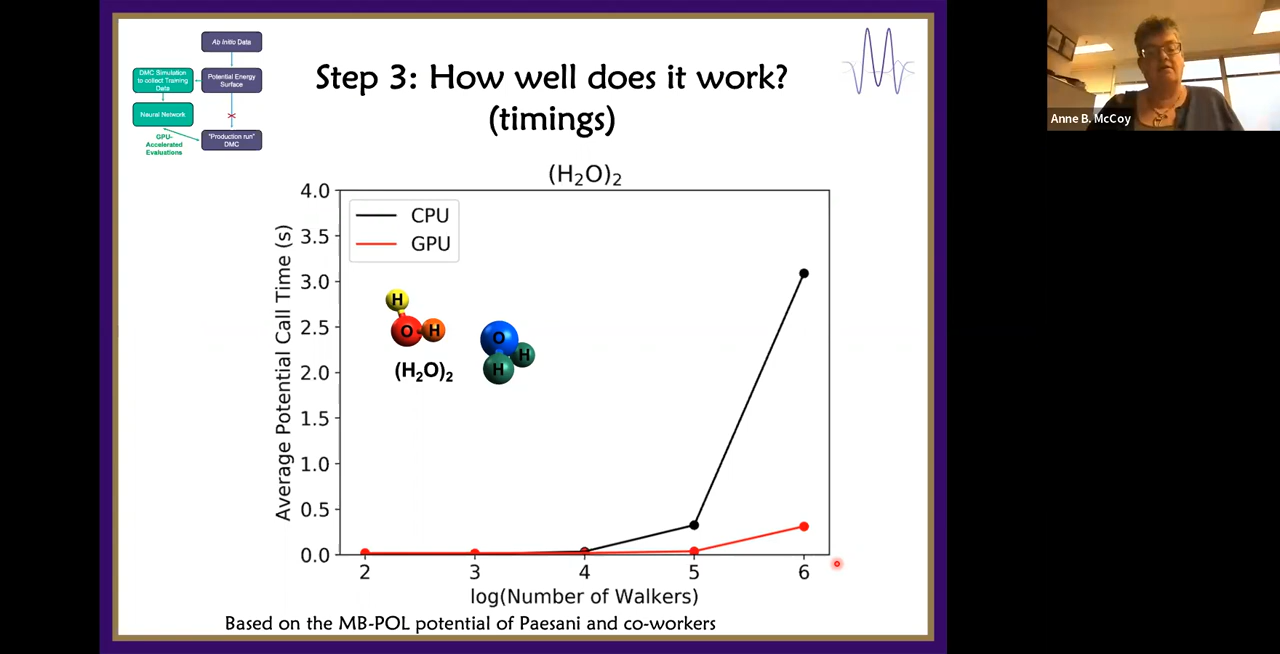 Ab Initio Data
DMC Simulation
to collect Training
Data
Potential Energy
Surface
Neural Network
GPU-
Accelerated
Evaluations
"Production run"
DMC
Step 3: How well does it work?
(timings)
Anne B. McCoy
(H₂O)₂
4.0
3.5
3.0
2.5
2.0
1.5
1.0
0.5
0.0
Average Potential Call Time (s)
CPU
GPU
H
O H
(H₂O)₂
O
H
H
2 3 4 5 6
log(Number of Walkers)
Based on the MB-POL potential of Paesani and co-workers